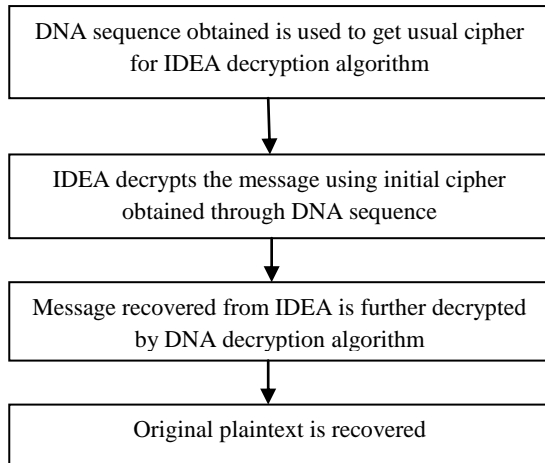 DNA sequence obtained is used to get usual cipher
for IDEA decryption algorithm
IDEA decrypts the message using initial cipher
obtained through DNA sequence
Message recovered from IDEA is further decrypted
by DNA decryption algorithm
Original plaintext is recovered